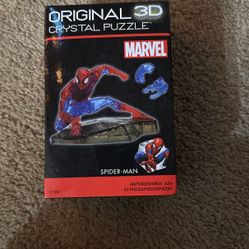 ORIGINAL 3D
CRYSTAL PUZZLE
MARVEL
SPIDER-MAN